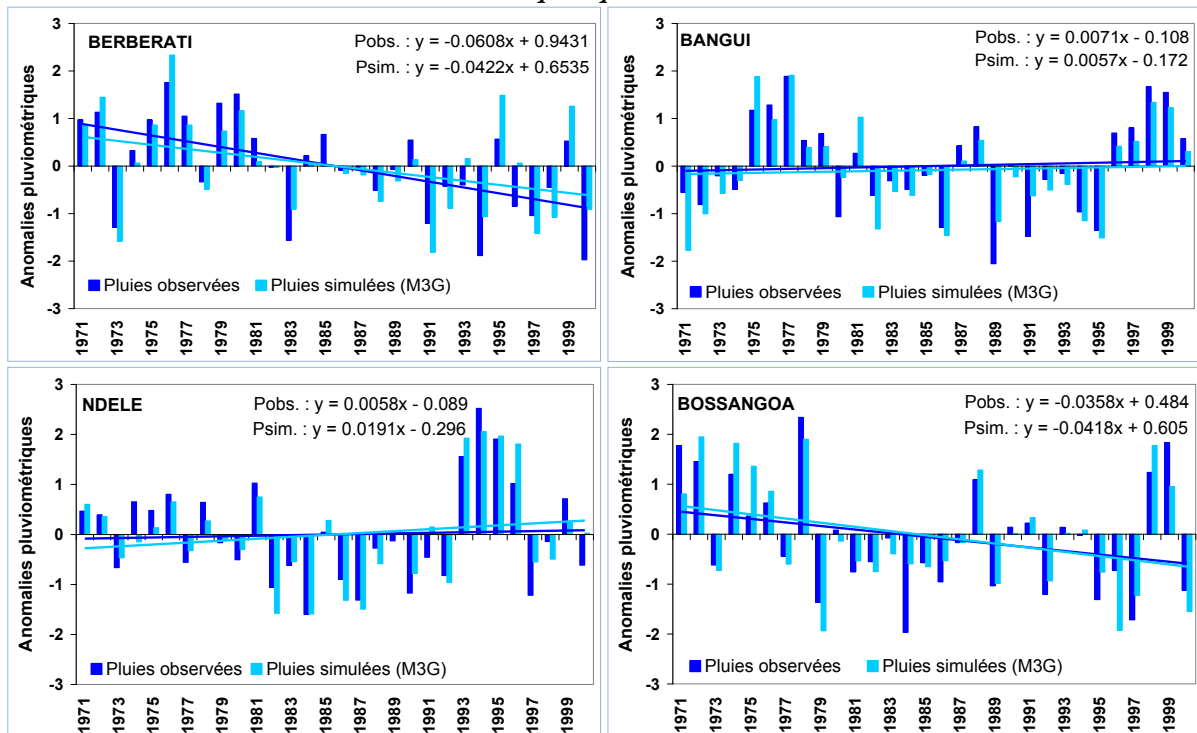 BERBERATI
Pobs. : y = -0.0608x + 0.9431
Psim. : y = -0.0422x + 0.6535
Anomalies pluviométriques
3
2
1
0
-1
-2
-3
Pluies observées Pluies simulées (M3G)
1971 1973 1975 1977 1979 1981 1983 1985 1987 1989 1991 1993 1995 1997 1999
BANGUI
Pobs. : y = 0.0071x - 0.108
Psim. : y = 0.0057x - 0.172
Anomalies pluviométriques
3
2
1
0
-1
-2
-3
Pluies observées Pluies simulées (M3G)
1971 1973 1975 1977 1979 1981 1983 1985 1987 1989 1991 1993 1995 1997 1999
NDELE
Pobs. : y = 0.0058x - 0.089
Psim. : y = 0.0191x - 0.296
Anomalies pluviométriques
3
2
1
0
-1
-2
-3
Pluies observées Pluies simulées (M3G)
1971 1973 1975 1977 1979 1981 1983 1985 1987 1989 1991 1993 1995 1997 1999
BOSSANGOA
Pobs. : y = -0.0358x + 0.484
Psim. : y = -0.0418x + 0.605
Anomalies pluviométriques
3
2
1
0
-1
-2
-3
Pluies observées Pluies simulées (M3G)
1971 1973 1975 1977 1979 1981 1983 1985 1987 1989 1991 1993 1995 1997 1999